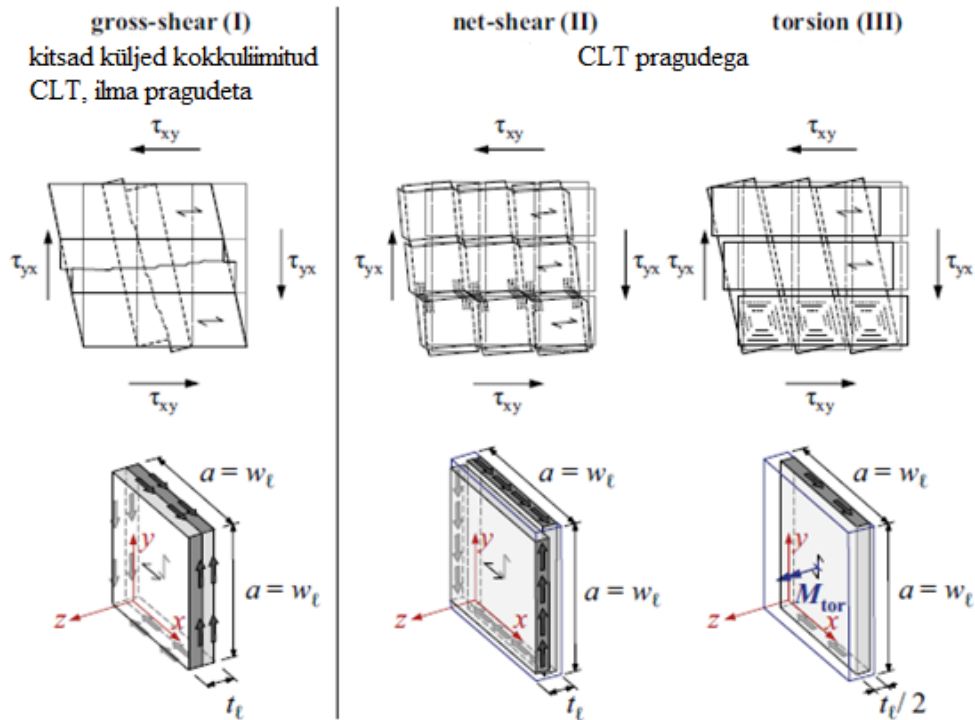 gross-shear (I)
kitsad küljed kokkuliimitud
CLT, ilma pragudeta
net-shear (II) torsion (III)
CLT pragudega
τxy τxy τxy
τyx τyx τyx τyx τyx τyx
τxy τxy τxy
a = wℓ a = wℓ a = wℓ
y y y
a = wℓ a = wℓ a = wℓ
Mtor
z x z x z x
tℓ tℓ tℓ/ 2